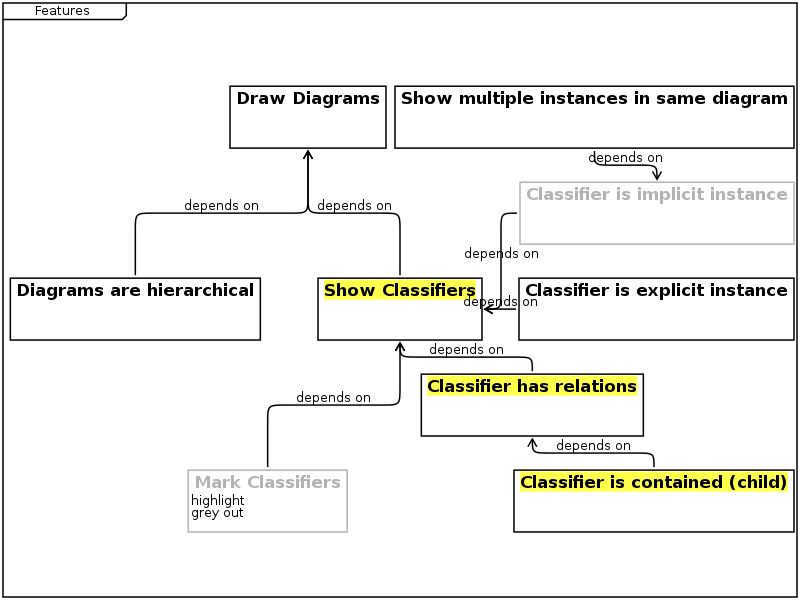 Features
Draw Diagrams
Show multiple instances in same diagram
depends on
Classifier is implicit instance
depends on
depends on
depends on
Diagrams are hierarchical
Show Classifiers
depends on
Classifier is explicit instance
depends on
Classifier has relations
depends on
depends on
Mark Classifiers
highlight
grey out
Classifier is contained (child)